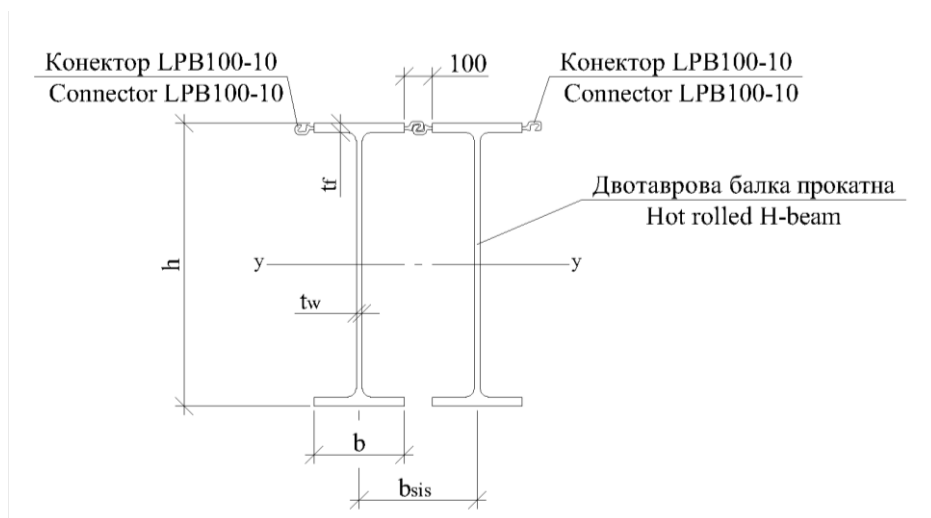 Конектор LPB100-10
Connector LPB100-10
100
Конектор LPB100-10
Connector LPB100-10
tf
Двотаврова балка прокатна
Hot rolled H-beam
h
y
y
tw
b
bsis